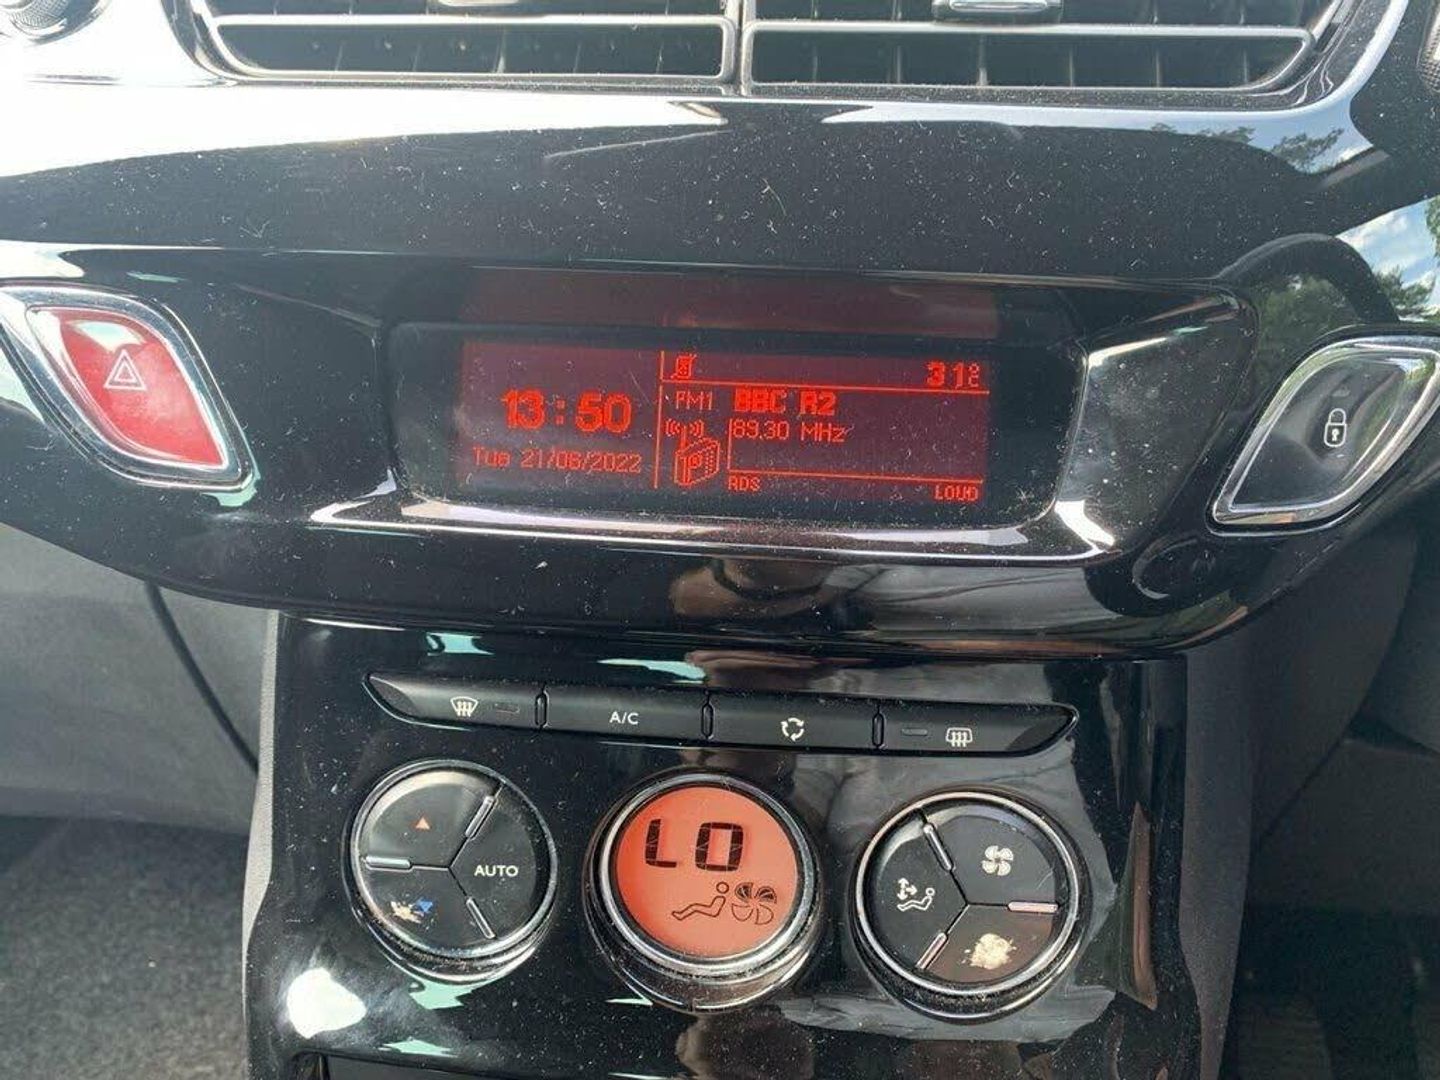 31°C
13:50
FM1 BBC R2
89.30 MHz
Tue 21/06/2022
RDS LOUD
A/C
AUTO
LO